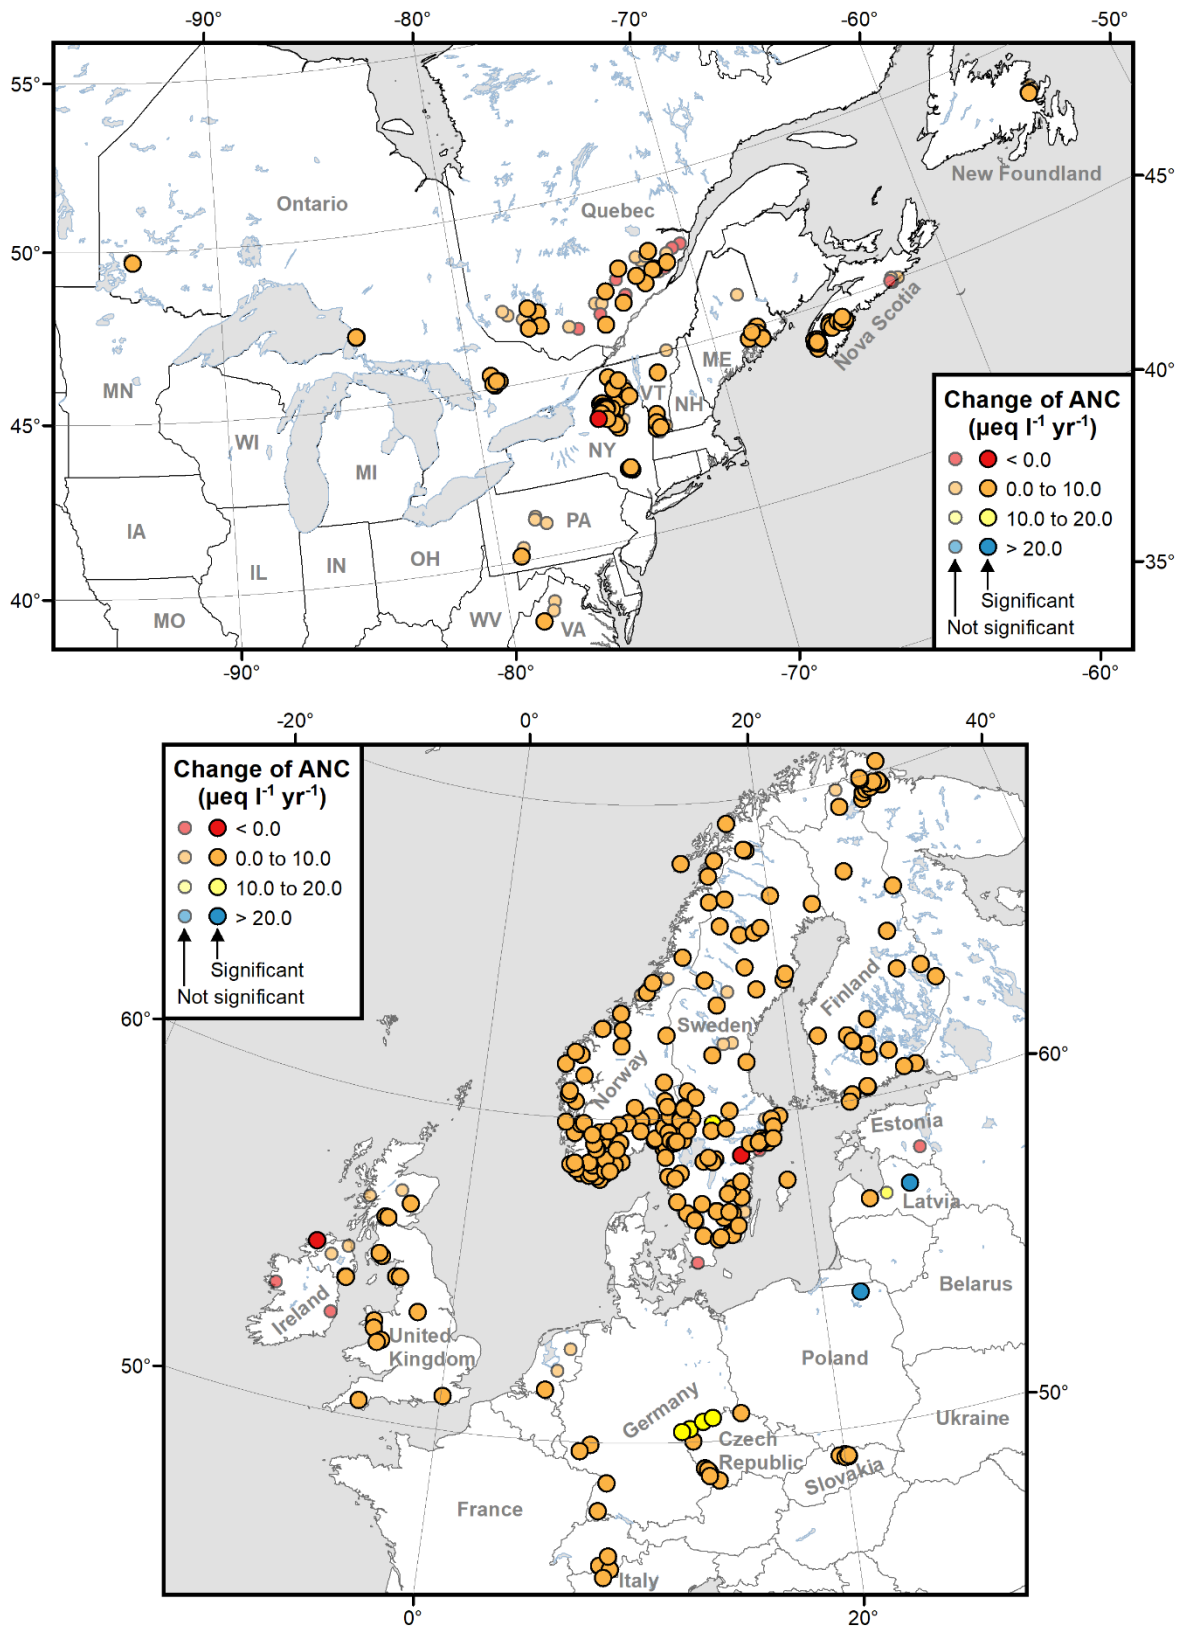 -90°
-80°
-70°
-60°
-50°
55°
50°
45°
40°
45°
40°
35°
New Foundland
Ontario
Quebec
Nova Scotia
ME
VT
NH
NY
MN
WI
MI
PA
IA
IL
IN
OH
MO
WV
VA
Change of ANC
(µeq l⁻¹ yr⁻¹)
< 0.0
0.0 to 10.0
10.0 to 20.0
> 20.0
Significant
Not significant
-90°
-80°
-70°
-60°
-20°
0°
20°
40°
Change of ANC
(µeq l⁻¹ yr⁻¹)
< 0.0
0.0 to 10.0
10.0 to 20.0
> 20.0
Significant
Not significant
60°
50°
60°
50°
Finland
Sweden
Norway
Estonia
Latvia
Belarus
Ireland
United
Kingdom
Poland
Germany
Ukraine
Czech
Republic
Slovakia
France
Italy
0°
20°